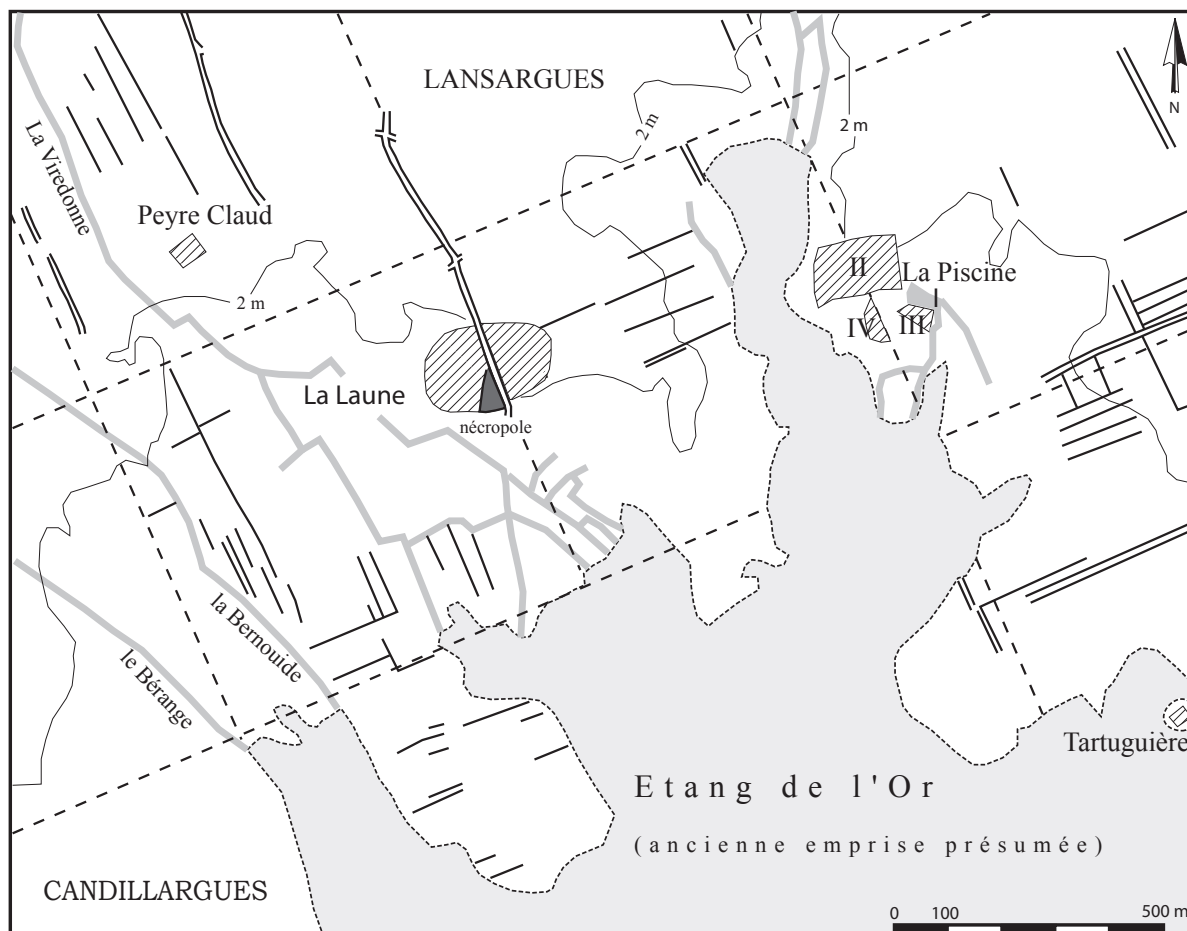 LANSARGUES
N
2 m
2 m
La Viredonne
Peyre Claud
II
La Piscine
2 m
IV
III
La Laune
nécropole
la Bernouide
le Bérange
Tartuguière
Etang de l'Or
(ancienne emprise présumée)
CANDILLARGUES
0 100 500 m